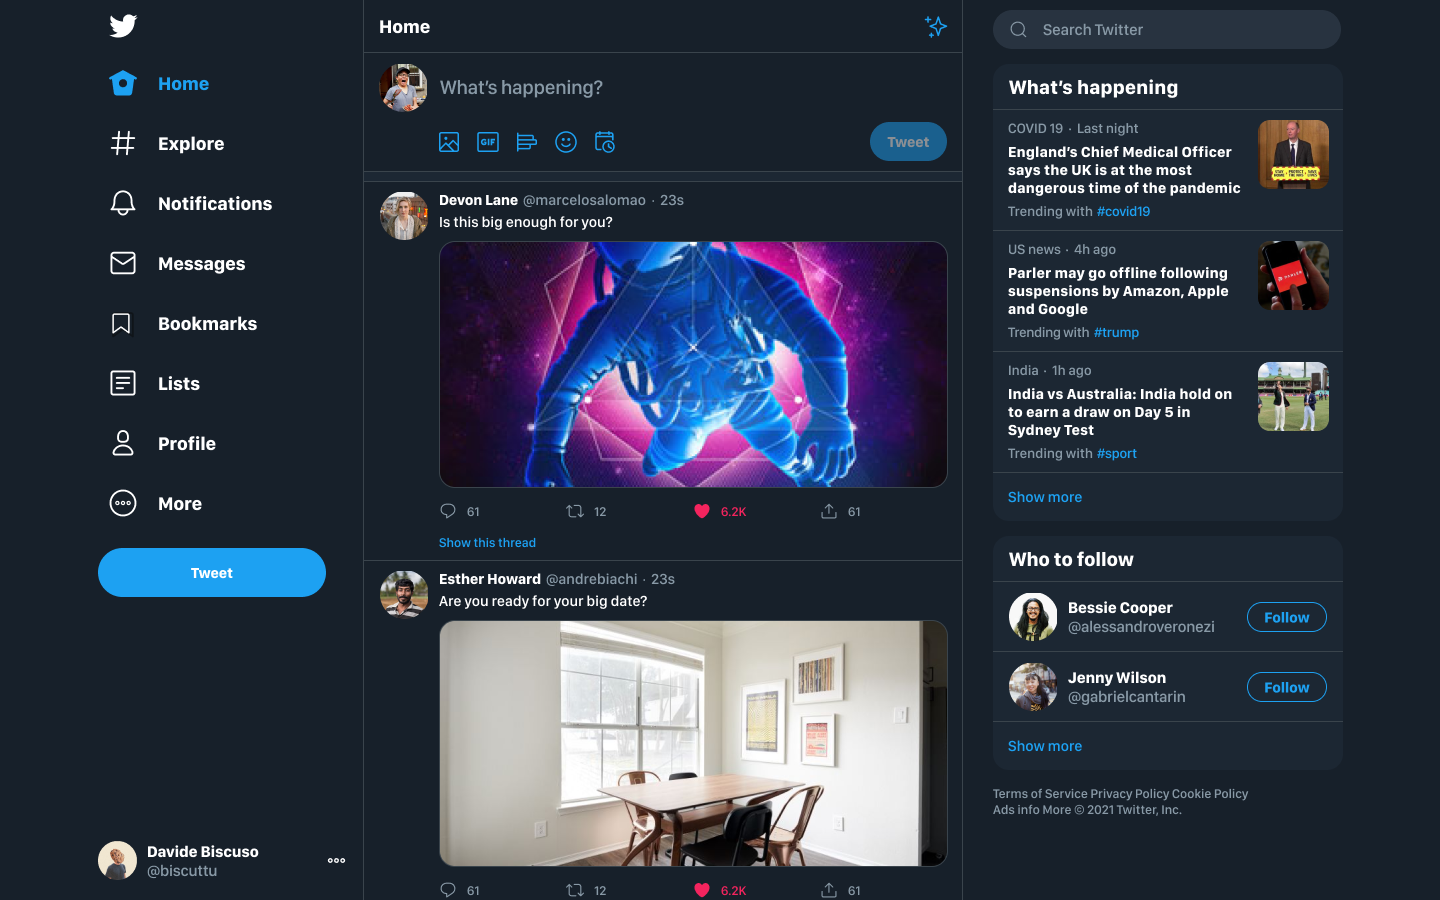 Home
Explore
Notifications
Messages
Bookmarks
Lists
Profile
More
Tweet
Davide Biscuso
@biscuttu
Home
What's happening?
GIF
Tweet
Devon Lane @marcelosalomao · 23s
Is this big enough for you?
61 12 6.2K 61
Show this thread
Esther Howard @andrebiachi · 23s
Are you ready for your big date?
61 12 6.2K 61
Search Twitter
What's happening
COVID 19 · Last night
England's Chief Medical Officer
says the UK is at the most
dangerous time of the pandemic
Trending with #covid19
US news · 4h ago
Parler may go offline following
suspensions by Amazon, Apple
and Google
Trending with #trump
PARLER
India · 1h ago
India vs Australia: India hold on
to earn a draw on Day 5 in
Sydney Test
Trending with #sport
Show more
Who to follow
Bessie Cooper
@alessandroveronezi
Follow
Jenny Wilson
@gabrielcantarin
Follow
Show more
Terms of Service Privacy Policy Cookie Policy
Ads info More © 2021 Twitter, Inc.